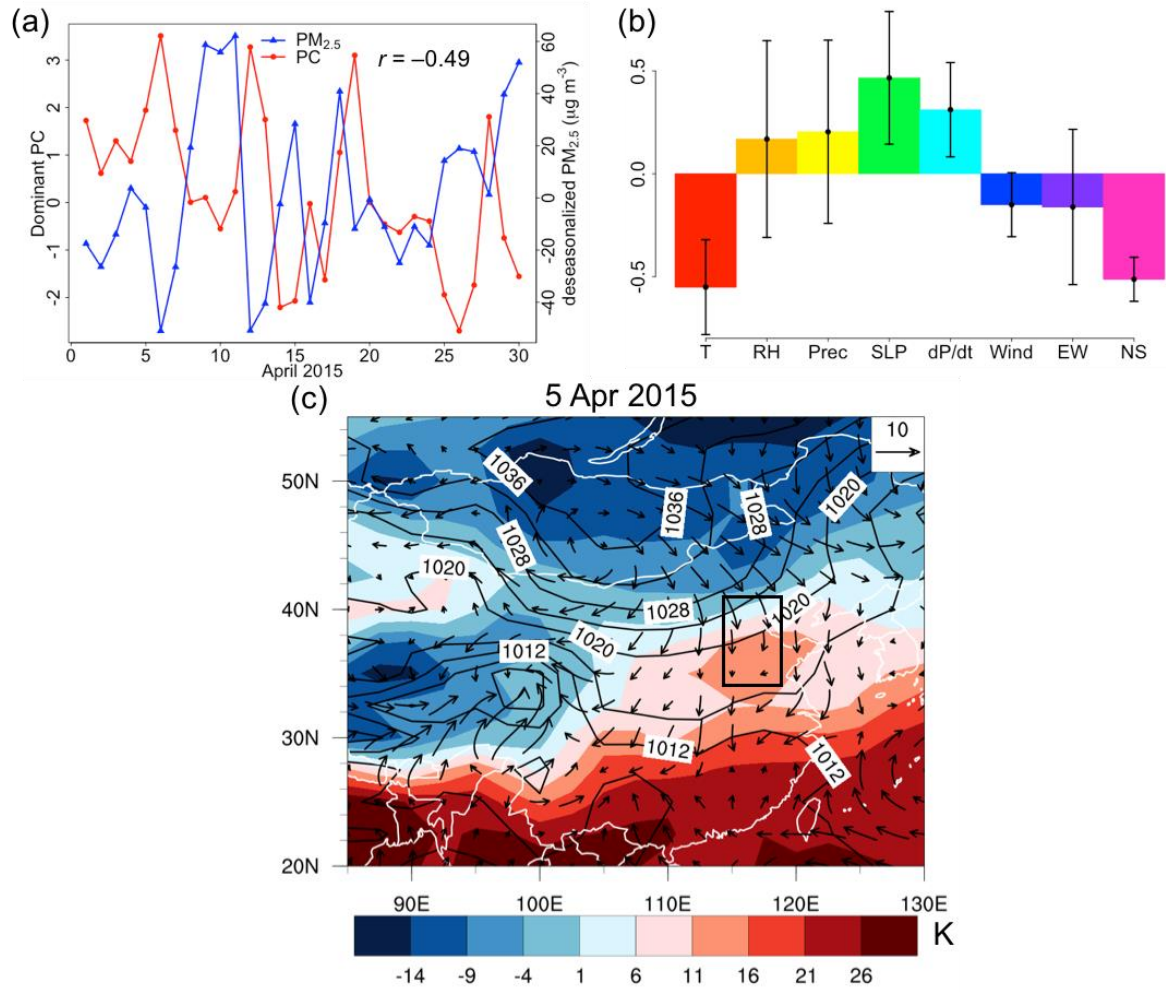 (a)
PM2.5
PC
r = −0.49
Dominant PC
3
2
1
0
-1
-2
60
40
20
0
-20
-40
deseasonalized PM2.5 (μg m−3)
0 5 10 15 20 25 30
April 2015
(b)
0.5
0.0
-0.5
T RH Prec SLP dP/dt Wind EW NS
(c)
5 Apr 2015
10
50N
40N
30N
20N
1036
1036
1028
1020
1028
1020
1028
1020
1020
1012
1012
1012
90E 100E 110E 120E 130E
K
-14 -9 -4 1 6 11 16 21 26